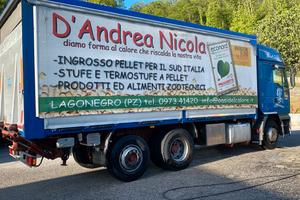 D'Andrea Nicola
diamo forma al calore che riscalda la nostra vita
-INGROSSO PELLET PER IL SUD ITALIA
-STUFE E TERMOSTUFE A PELLET
-PRODOTTI ED ALIMENTI ZOOTECNICI
LAGONEGRO (PZ) tel. 0973 41420